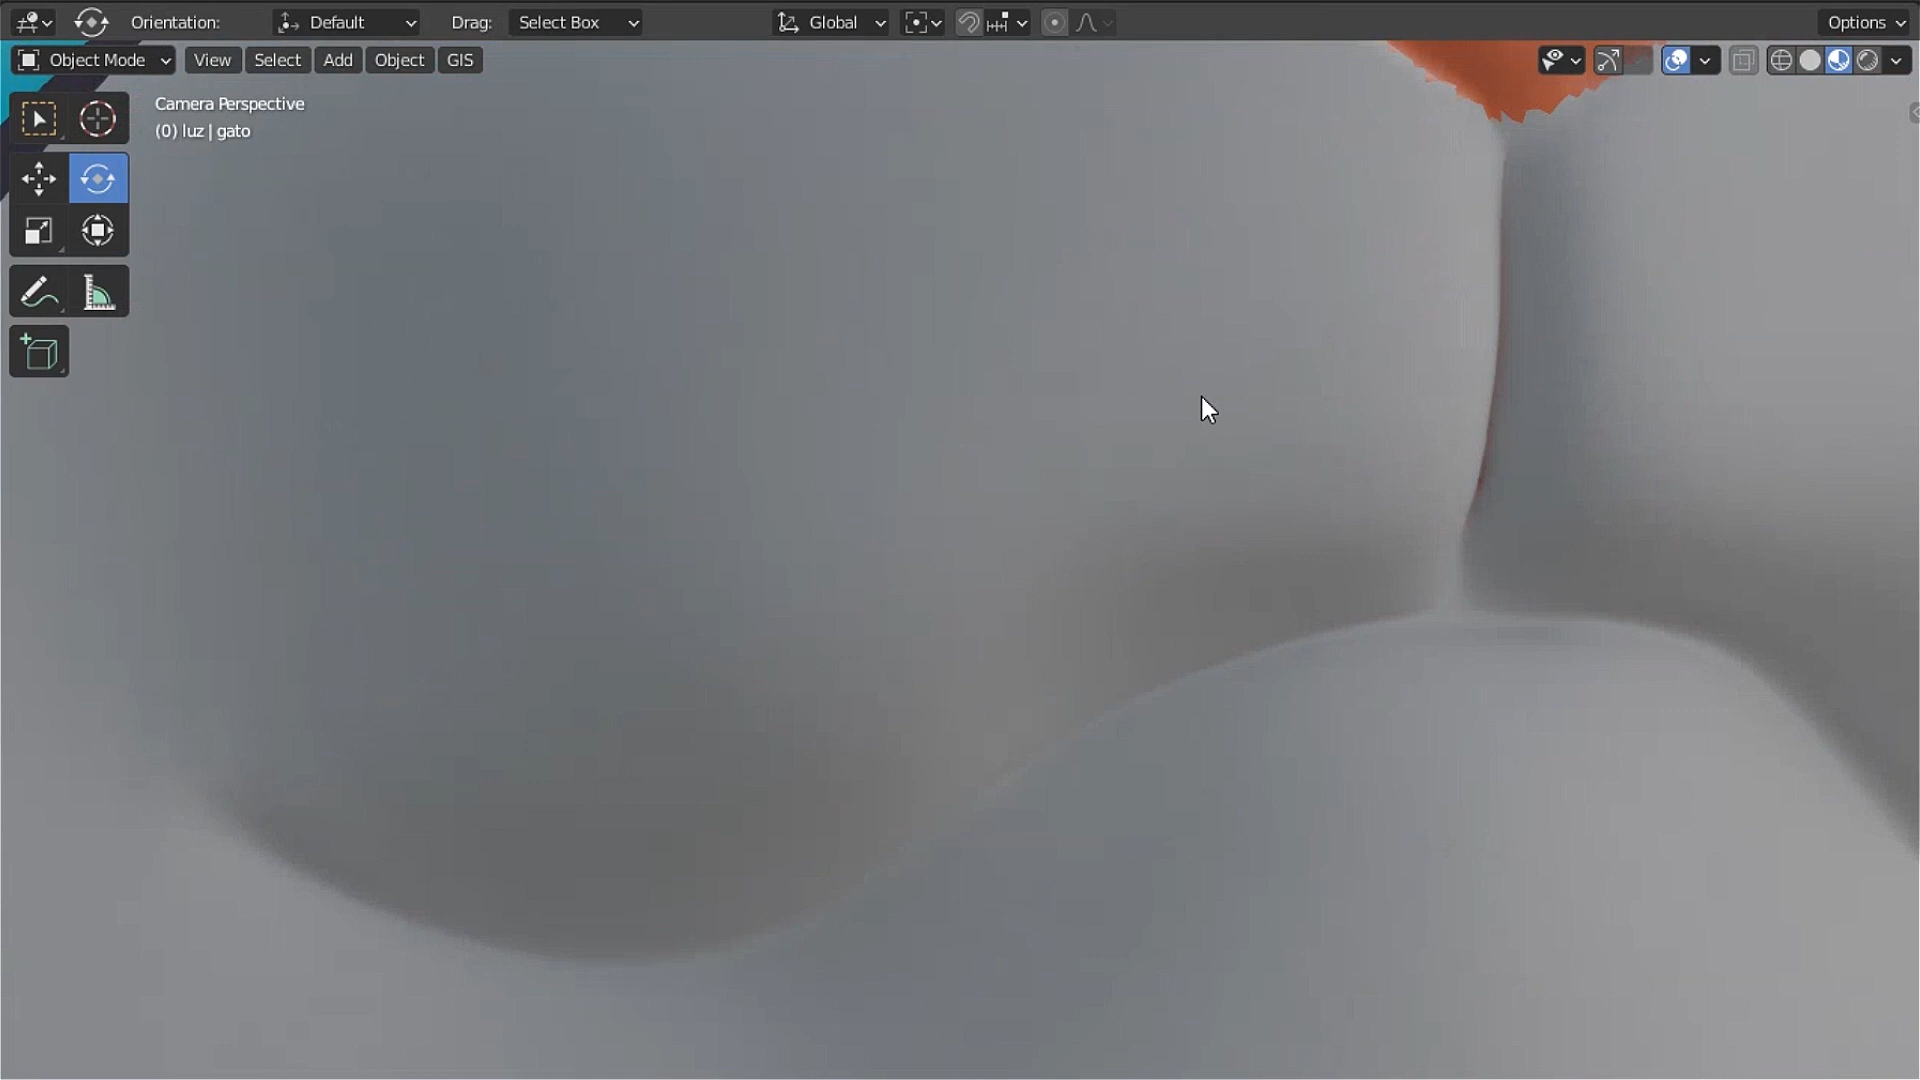 Orientation: Default Drag: Select Box Global Options
Object Mode View Select Add Object GIS
Camera Perspective
(0) luz | gato